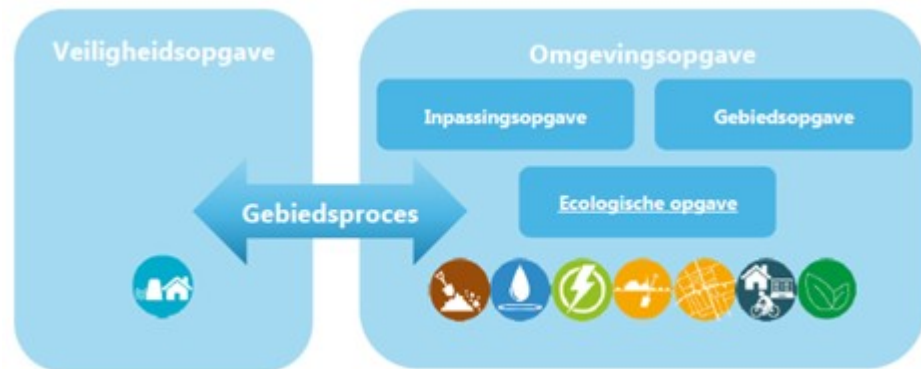 Veiligheidsopgave
Omgevingsopgave
Inpassingsopgave
Gebiedsopgave
Gebiedsproces
Ecologische opgave